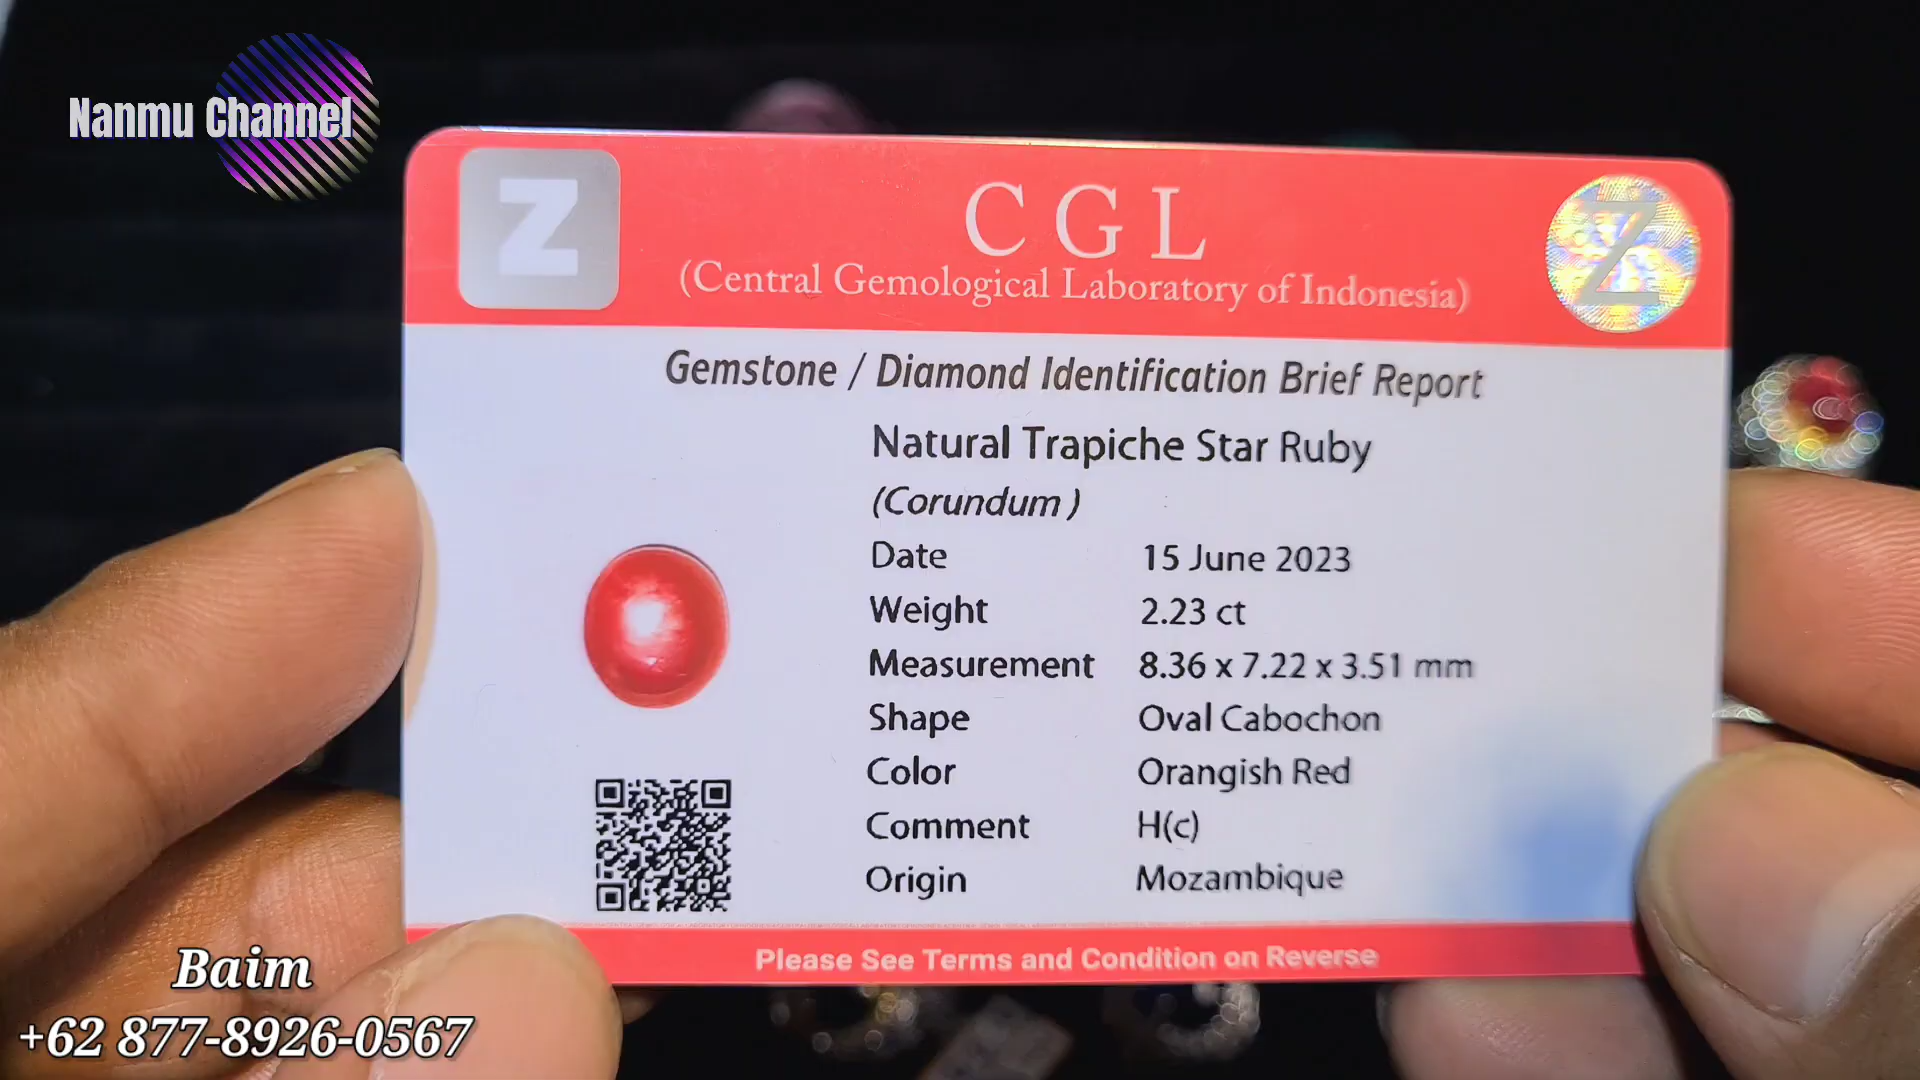 Nanmu Channel
Z
C G L
Z
(Central Gemological Laboratory of Indonesia)
Gemstone / Diamond Identification Brief Report
Natural Trapiche Star Ruby
(Corundum )
Date 15 June 2023
Weight 2.23 ct
Measurement 8.36 x 7.22 x 3.51 mm
Shape Oval Cabochon
Color Orangish Red
Comment H(c)
Origin Mozambique
Please See Terms and Condition on Reverse
Baim
+62 877-8926-0567